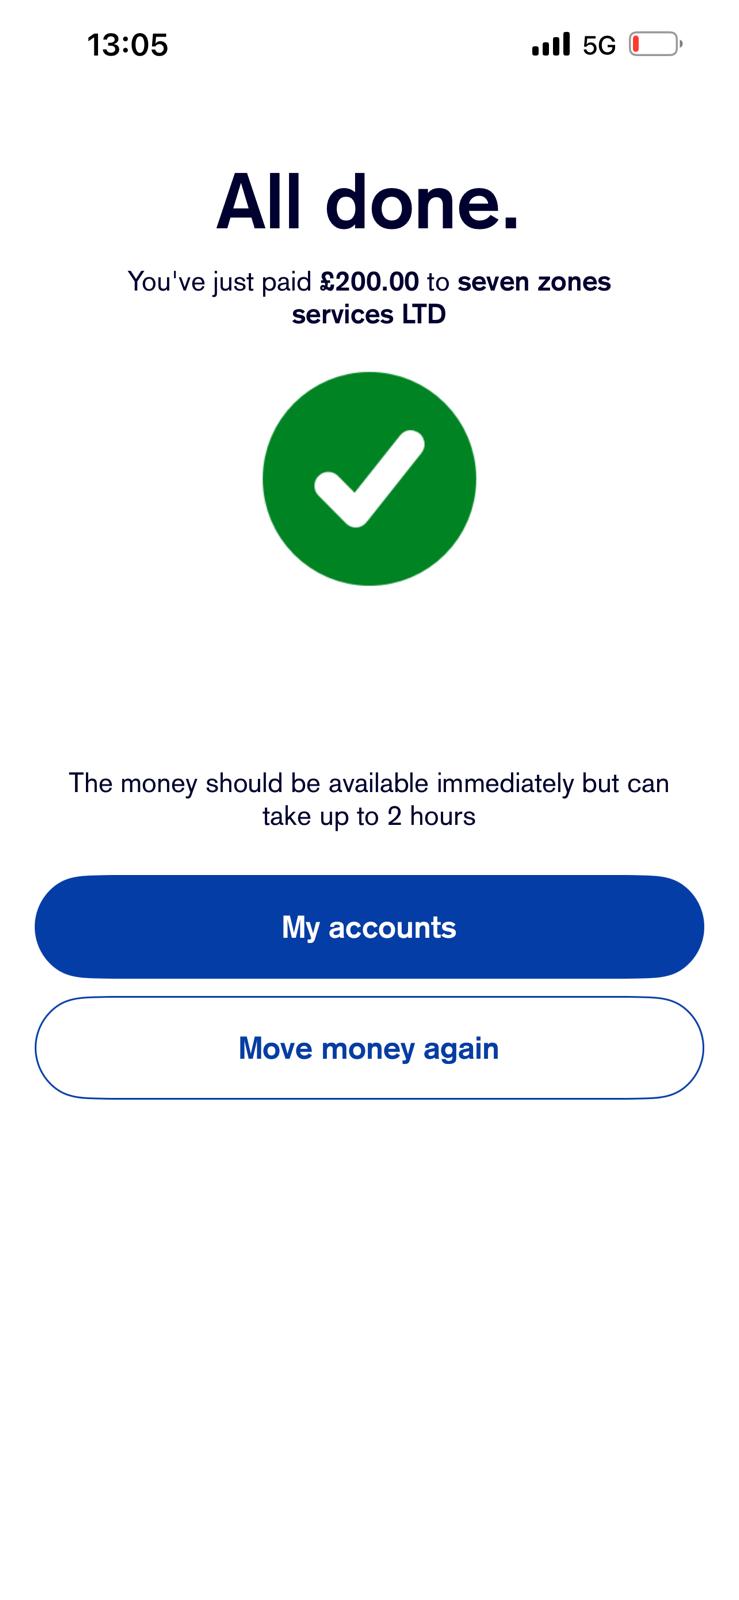 13:05 5G
All done.
You've just paid £200.00 to seven zones
services LTD
The money should be available immediately but can
take up to 2 hours
My accounts
Move money again